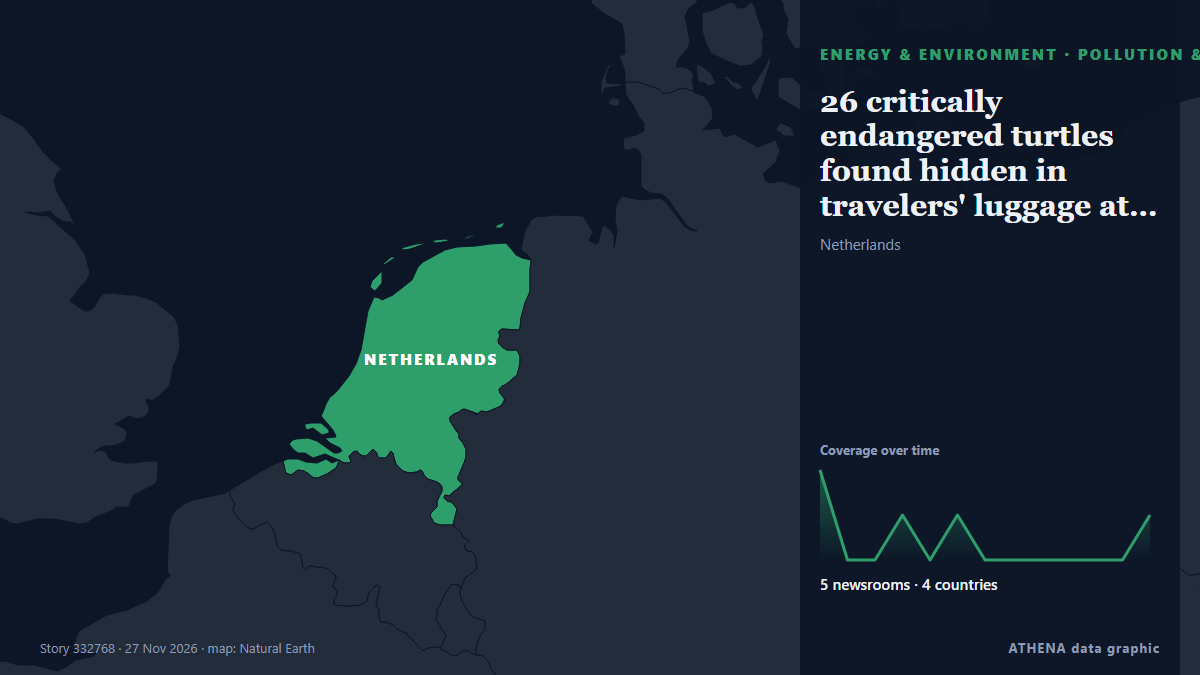 ENERGY & ENVIRONMENT · POLLUTION &
26 critically
endangered turtles
found hidden in
travelers' luggage at...
Netherlands
NETHERLANDS
Coverage over time
5 newsrooms · 4 countries
Story 332768 · 27 Nov 2026 · map: Natural Earth
ATHENA data graphic